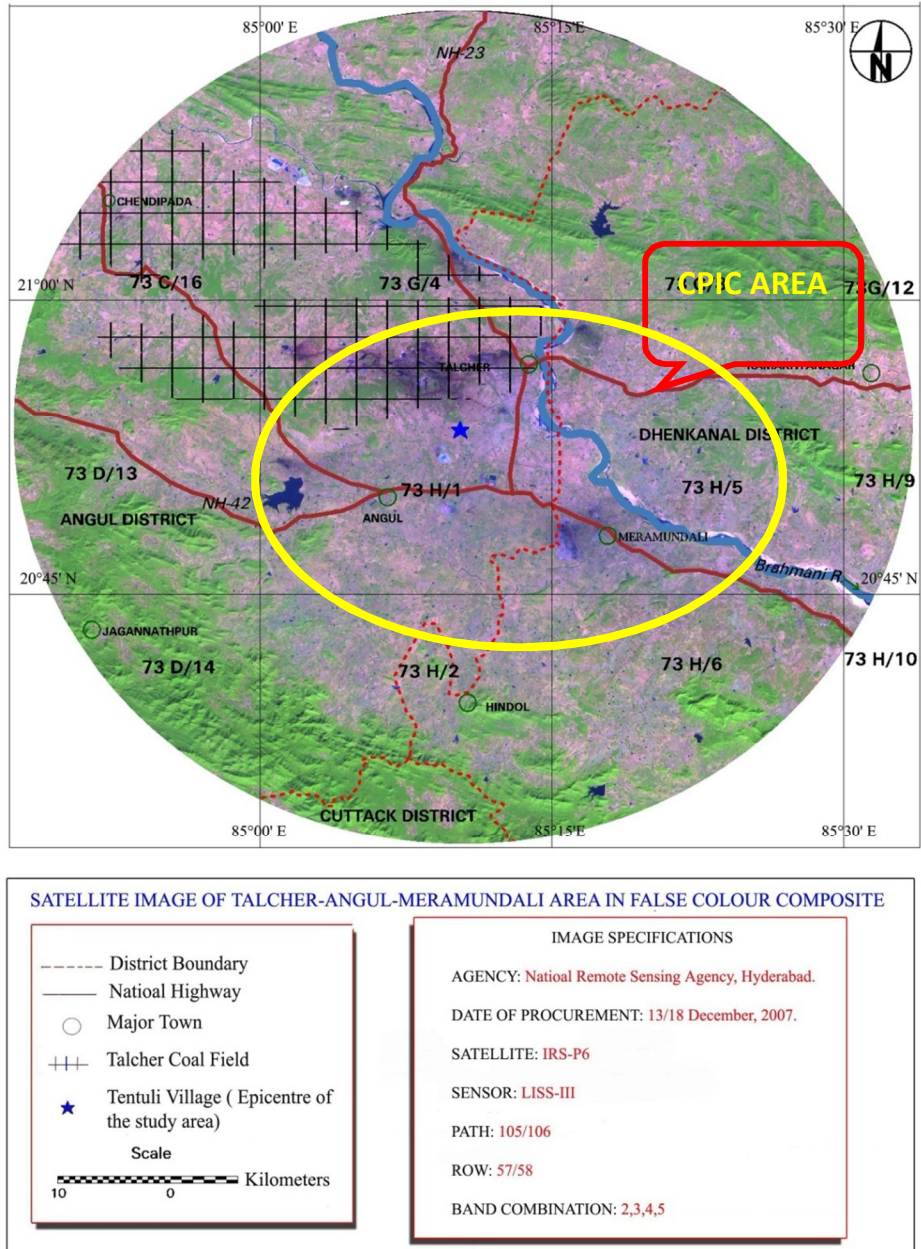 85°00' E
85°15'E
85°30' E
N
NH-23
CHENDIPADA
73 C/16
73 G/4
CPIC AREA
73G/12
21°00' N
21°00' N
TALCHER
DHENKANAL DISTRICT
73 D/13
NH-42
73 H/1
73 H/5
73 H/9
ANGUL DISTRICT
ANGUL
MERAMUNDALI
Brahmani R.
20°45' N
20°45' N
JAGANNATHPUR
73 D/14
73 H/2
73 H/6
73 H/10
HINDOL
CUTTACK DISTRICT
85°00' E
85°15'E
85°30' E
SATELLITE IMAGE OF TALCHER-ANGUL-MERAMUNDALI AREA IN FALSE COLOUR COMPOSITE
District Boundary
Natioal Highway
Major Town
Talcher Coal Field
Tentuli Village ( Epicentre of
the study area)
Scale
Kilometers
10 0
IMAGE SPECIFICATIONS
AGENCY: Natioal Remote Sensing Agency, Hyderabad.
DATE OF PROCUREMENT: 13/18 December, 2007.
SATELLITE: IRS-P6
SENSOR: LISS-III
PATH: 105/106
ROW: 57/58
BAND COMBINATION: 2,3,4,5